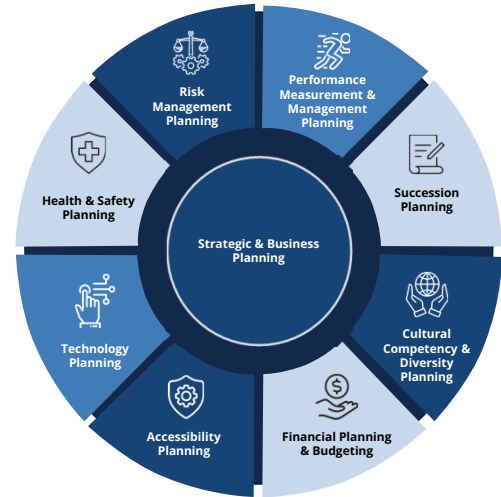 Risk
Management
Planning
Performance
Measurement &
Management
Planning
Succession
Planning
Cultural
Competency &
Diversity
Planning
Financial Planning
& Budgeting
Accessibility
Planning
Technology
Planning
Health & Safety
Planning
Strategic & Business
Planning
$